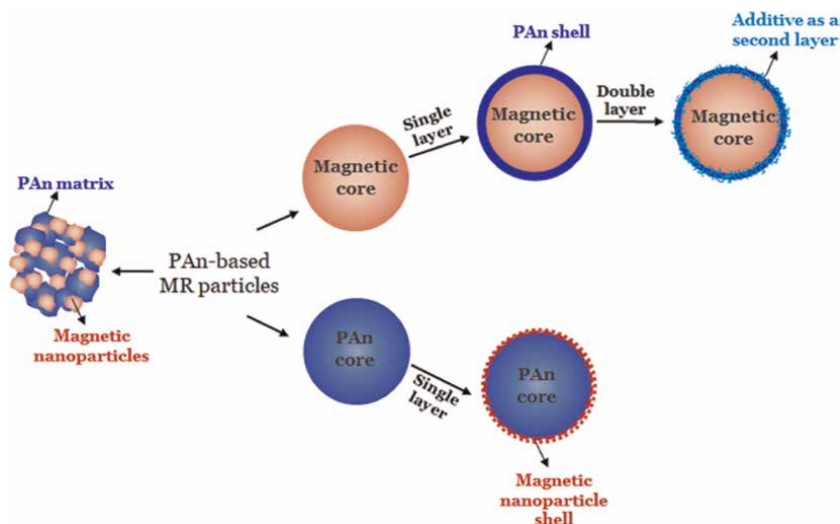 PAn shell
Additive as a
second layer
Magnetic
core
Single
layer
Magnetic
core
Double
layer
Magnetic
core
PAn matrix
PAn-based
MR particles
Magnetic
nanoparticles
PAn
core
Single
layer
PAn
core
Magnetic
nanoparticle
shell